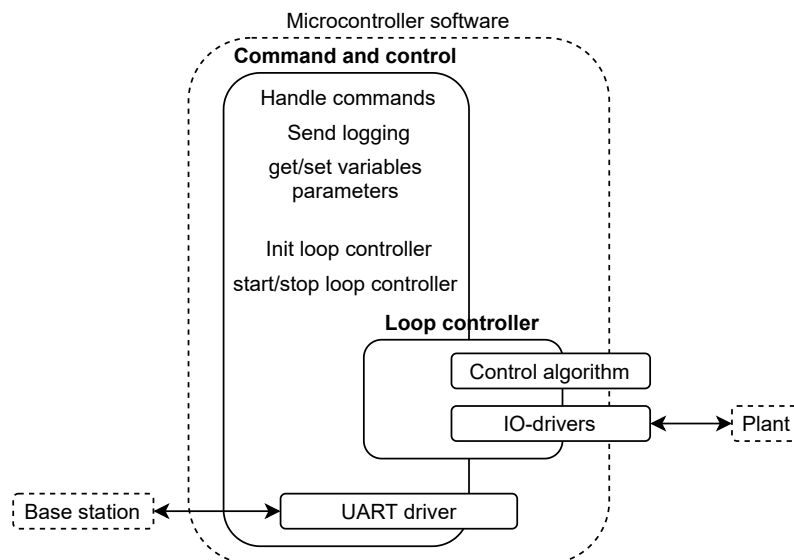 Microcontroller software
Command and control
Handle commands
Send logging
get/set variables
parameters
Init loop controller
start/stop loop controller
Loop controller
Control algorithm
IO-drivers
Plant
Base station
UART driver